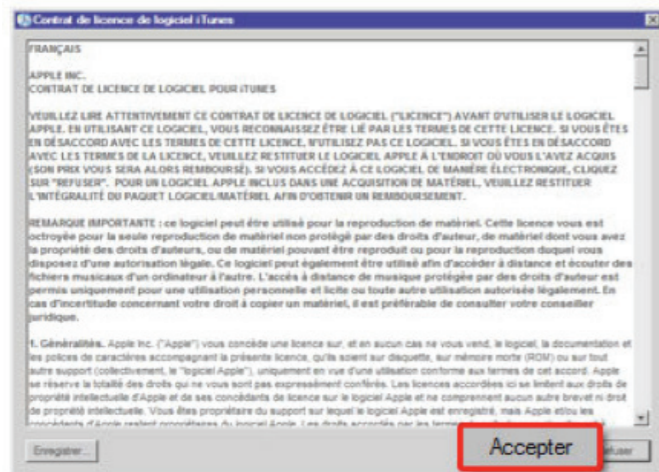 Contrat de licence de logiciel iTunes
FRANÇAIS
APPLE INC.
CONTRAT DE LICENCE DE LOGICIEL POUR iTUNES
VEUILLEZ LIRE ATTENTIVEMENT CE CONTRAT DE LICENCE DE LOGICIEL ("LICENCE") AVANT D'UTILISER LE LOGICIEL
APPLE. EN UTILISANT CE LOGICIEL, VOUS RECONNAISSEZ ÊTRE LIÉ PAR LES TERMES DE CETTE LICENCE. SI VOUS ÊTES
EN DÉSACCORD AVEC LES TERMES DE CETTE LICENCE, N'UTILISEZ PAS CE LOGICIEL. SI VOUS ÊTES EN DÉSACCORD
AVEC LES TERMES DE LA LICENCE, VEUILLEZ RESTITUER LE LOGICIEL APPLE À L'ENDROIT OÙ VOUS L'AVEZ ACQUIS
(SON PRIX VOUS SERA ALORS REMBOURSÉ). SI VOUS ACCÉDEZ À CE LOGICIEL DE MANIÈRE ÉLECTRONIQUE, CLIQUEZ
SUR "REFUSER". POUR UN LOGICIEL APPLE INCLUS DANS UNE ACQUISITION DE MATÉRIEL, VEUILLEZ RESTITUER
L'INTÉGRALITÉ DU PAQUET LOGICIEL/MATÉRIEL AFIN D'OBTENIR UN REMBOURSEMENT.
REMARQUE IMPORTANTE : ce logiciel peut être utilisé pour la reproduction de matériel. Cette licence vous est
octroyée pour la seule reproduction de matériel non protégé par des droits d'auteur, de matériel dont vous avez
la propriété des droits d'auteurs, ou de matériel pouvant être reproduit ou pour la reproduction duquel vous
disposez d'une autorisation légale. Ce logiciel peut également être utilisé afin d'accéder à distance et écouter des
fichiers musicaux d'un ordinateur à l'autre. L'accès à distance de musique protégée par des droits d'auteur est
permis uniquement pour une utilisation personnelle et licite ou toute autre utilisation autorisée légalement. En
cas d'incertitude concernant votre droit à copier un matériel, il est préférable de consulter votre conseiller
juridique.
1. Généralités. Apple Inc. ("Apple") vous concède une licence sur, et en aucun cas ne vous vend, le logiciel, la documentation et
les polices de caractères accompagnant la présente licence, qu'ils soient sur disquette, sur mémoire morte (ROM) ou sur tout
autre support (collectivement, le "logiciel Apple"), uniquement en vue d'une utilisation conforme aux termes de cet accord. Apple
se réserve la totalité des droits qui ne vous sont pas expressément conférés. Les licences accordées ici se limitent aux droits de
propriété intellectuelle d'Apple et de ses concédants de licence sur le logiciel Apple et ne comprennent aucun autre brevet ni droit
de propriété intellectuelle. Vous êtes propriétaire du support sur lequel le logiciel Apple est enregistré, mais Apple et/ou les
concédants d'Apple restent propriétaires du logiciel Apple. Les droits accordés par les termes
Enregistrer...
Accepter